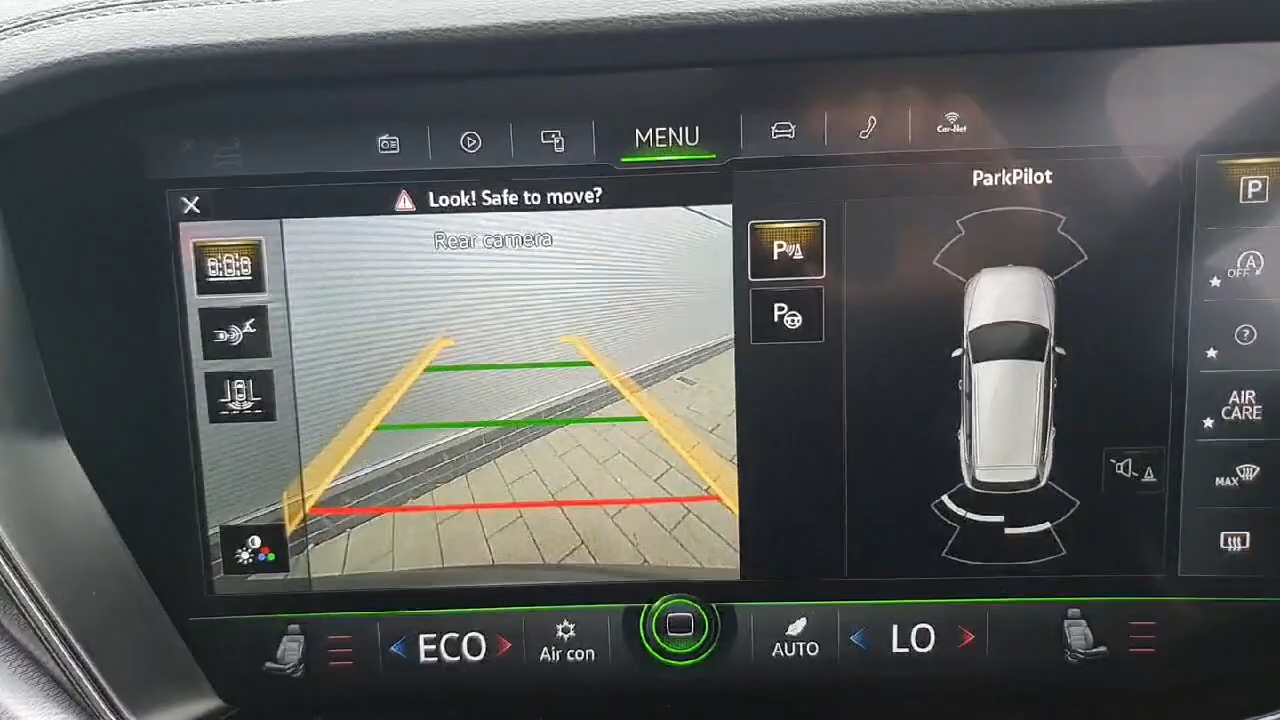 MENU
Car-Net
Look! Safe to move?
ParkPilot
Rear camera
P
P
P
A
OFF
?
AIR
CARE
MAX
ECO
Air con
AUTO
LO